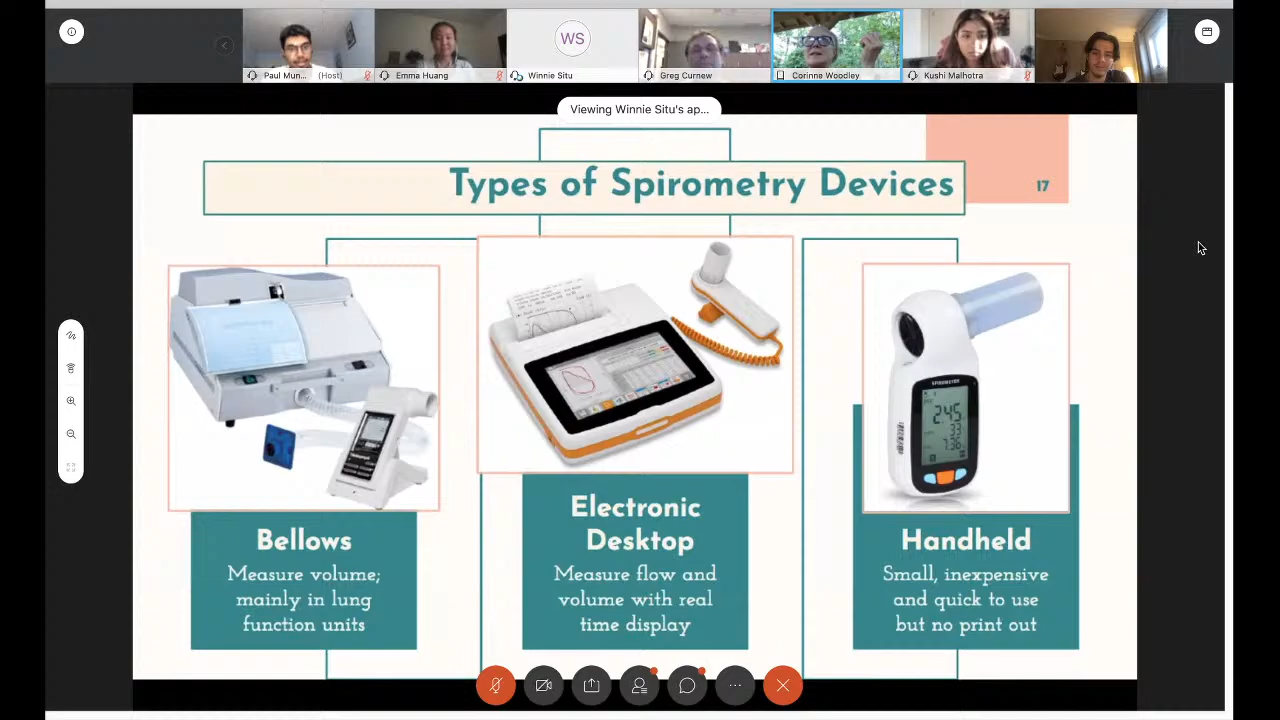 WS
Paul Mun... (Host)
Emma Huang
Winnie Situ
Greg Curnew
Corinne Woodley
Kushi Malhotra
Viewing Winnie Situ's ap...
Types of Spirometry Devices
17
SPIROMETER
245
Bellows
Measure volume;
mainly in lung
function units
Electronic
Desktop
Measure flow and
volume with real
time display
Handheld
Small, inexpensive
and quick to use
but no print out